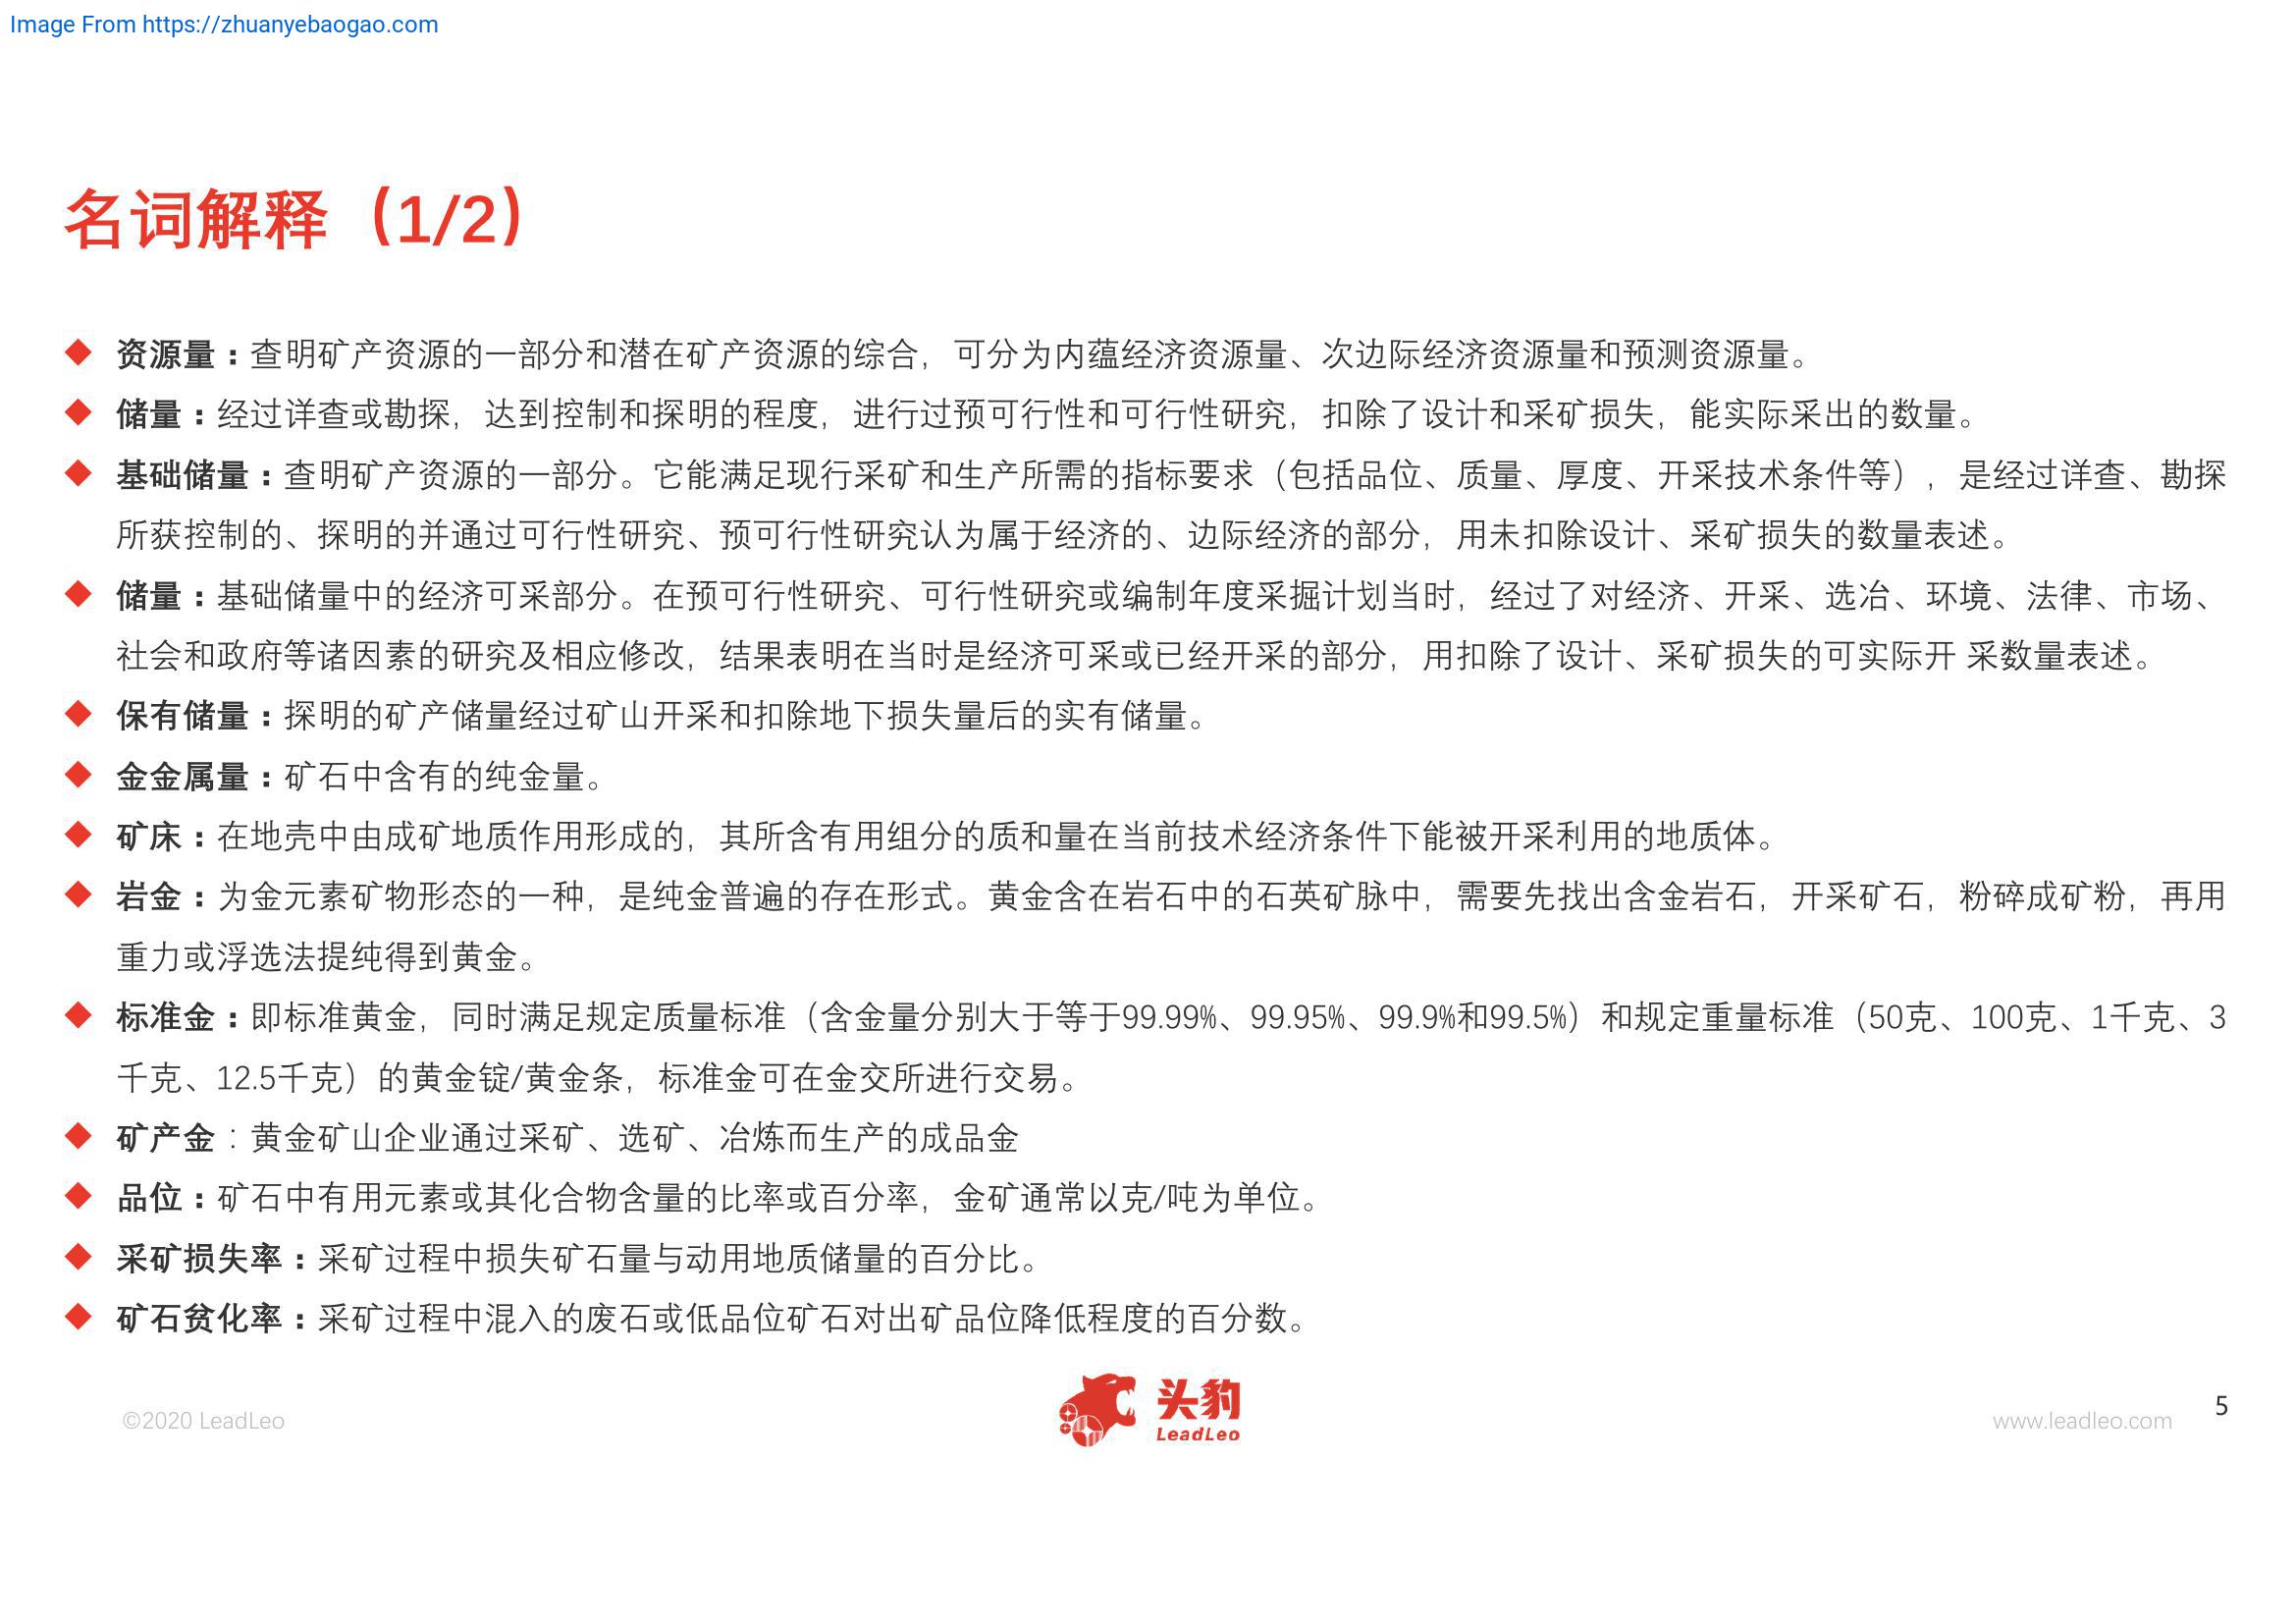 Image From https://zhuanyebaogao.com
名词解释（1/2）
资源量：查明矿产资源的一部分和潜在矿产资源的综合，可分为内蕴经济资源量、次边际经济资源量和预测资源量。
储量：经过详查或勘探，达到控制和探明的程度，进行过预可行性和可行性研究，扣除了设计和采矿损失，能实际采出的数量。
基础储量：查明矿产资源的一部分。它能满足现行采矿和生产所需的指标要求（包括品位、质量、厚度、开采技术条件等），是经过详查、勘探
所获控制的、探明的并通过可行性研究、预可行性研究认为属于经济的、边际经济的部分，用未扣除设计、采矿损失的数量表述。
储量：基础储量中的经济可采部分。在预可行性研究、可行性研究或编制年度采掘计划当时，经过了对经济、开采、选冶、环境、法律、市场、
社会和政府等诸因素的研究及相应修改，结果表明在当时是经济可采或已经开采的部分，用扣除了设计、采矿损失的可实际开 采数量表述。
保有储量：探明的矿产储量经过矿山开采和扣除地下损失量后的实有储量。
金金属量：矿石中含有的纯金量。
矿床：在地壳中由成矿地质作用形成的，其所含有用组分的质和量在当前技术经济条件下能被开采利用的地质体。
岩金：为金元素矿物形态的一种，是纯金普遍的存在形式。黄金含在岩石中的石英矿脉中，需要先找出含金岩石，开采矿石，粉碎成矿粉，再用
重力或浮选法提纯得到黄金。
标准金：即标准黄金，同时满足规定质量标准（含金量分别大于等于99.99%、99.95%、99.9%和99.5%）和规定重量标准（50克、100克、1千克、3
千克、12.5千克）的黄金锭/黄金条，标准金可在金交所进行交易。
矿产金：黄金矿山企业通过采矿、选矿、冶炼而生产的成品金
品位：矿石中有用元素或其化合物含量的比率或百分率，金矿通常以克/吨为单位。
采矿损失率：采矿过程中损失矿石量与动用地质储量的百分比。
矿石贫化率：采矿过程中混入的废石或低品位矿石对出矿品位降低程度的百分数。
©2020 LeadLeo
头豹
LeadLeo
www.leadleo.com
5